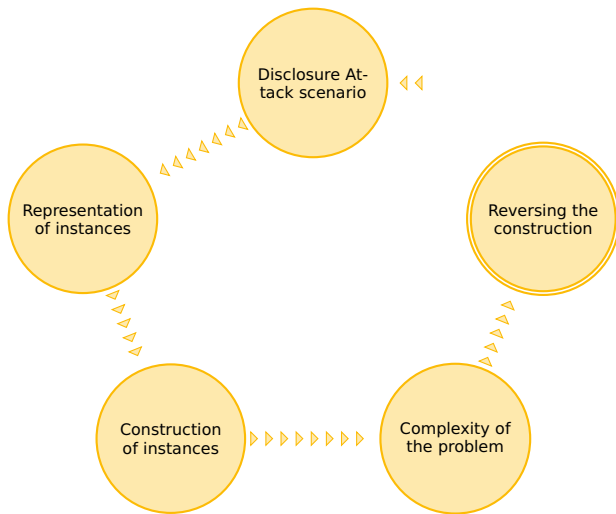 Disclosure At-
tack scenario
Representation
of instances
Reversing the
construction
Construction
of instances
Complexity of
the problem